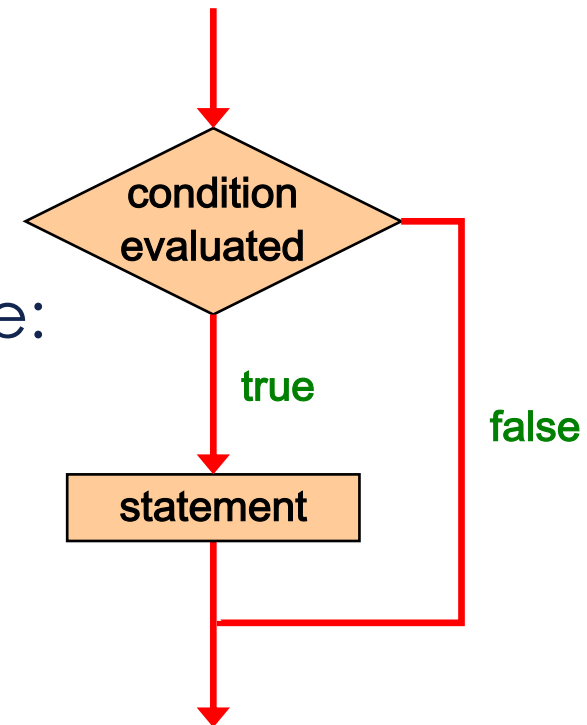 condition
evaluated
e:
true
false
statement